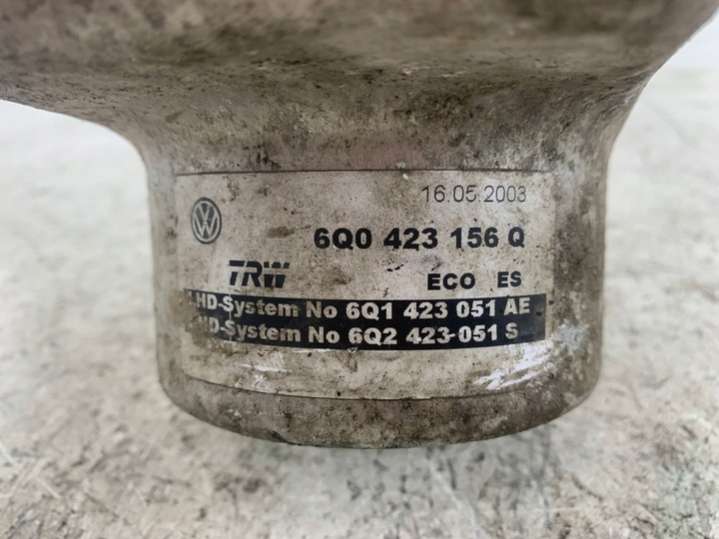 16.05.2003
6Q0 423 156 Q
TRW ECO ES
HD-System No 6Q1 423 051 AE
HD-System No 6Q2 423-051 S